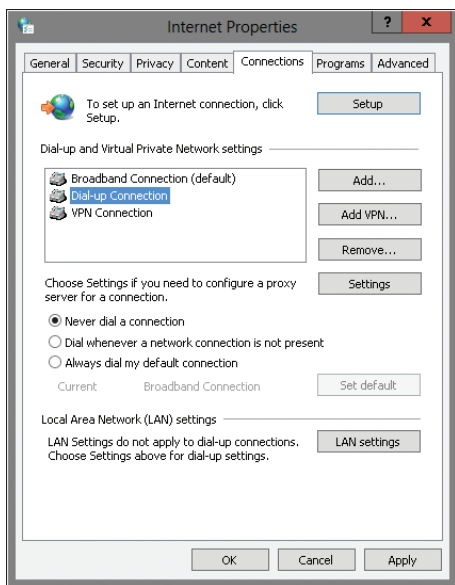 Internet Properties
?
x
General Security Privacy Content Connections Programs Advanced
To set up an Internet connection, click
Setup.
Setup
Dial-up and Virtual Private Network settings
Broadband Connection (default)
Dial-up Connection
VPN Connection
Add...
Add VPN...
Remove...
Choose Settings if you need to configure a proxy
server for a connection.
Settings
Never dial a connection
Dial whenever a network connection is not present
Always dial my default connection
Current Broadband Connection Set default
Local Area Network (LAN) settings
LAN Settings do not apply to dial-up connections.
Choose Settings above for dial-up settings.
LAN settings
OK Cancel Apply